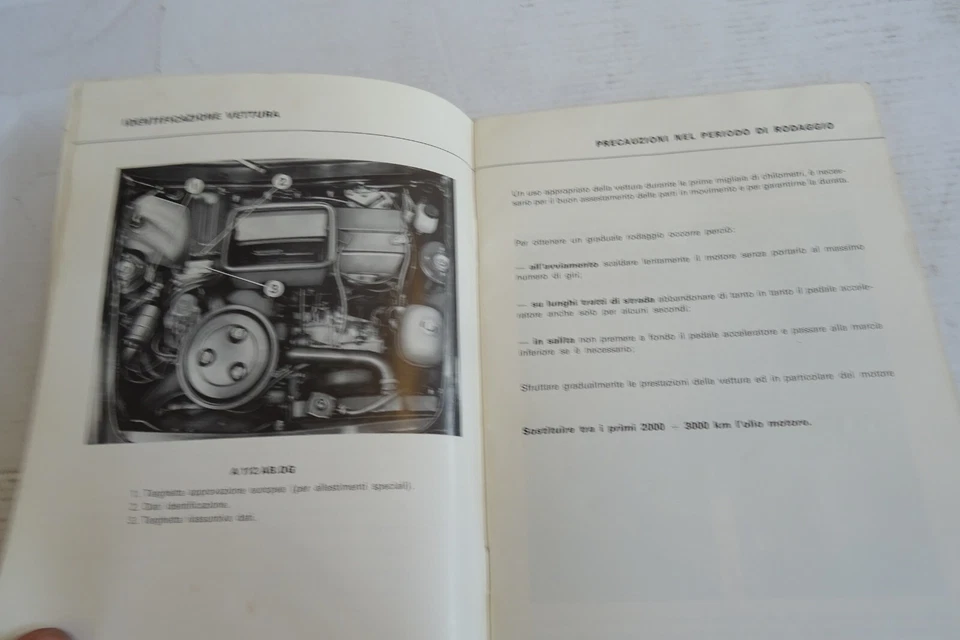 IDENTIFICAZIONE VETTURA
1
2
3
1. Targhetta approvazione europea (per allestimenti speciali).
2. Dati identificazione.
3. Targhetta riassuntivo dati.
PRECAUZIONI NEL PERIODO DI RODAGGIO
Un uso appropriato della vettura durante le prime migliaia di chilometri, è neces-
sario per il buon assestamento delle parti in movimento e per garantirne la durata.
Per ottenere un graduale rodaggio occorre perciò:
— all'avviamento scaldare lentamente il motore senza portarlo al massimo
numero di giri;
— su lunghi tratti di strada abbandonare di tanto in tanto il pedale accele-
ratore anche solo per alcuni secondi;
— in salita non premere a fondo il pedale acceleratore e passare alla marcia
inferiore se è necessario.
Sfruttare gradualmente le prestazioni della vettura ed in particolare del motore
Sostituire tra i primi 2000 – 3000 km l'olio motore.